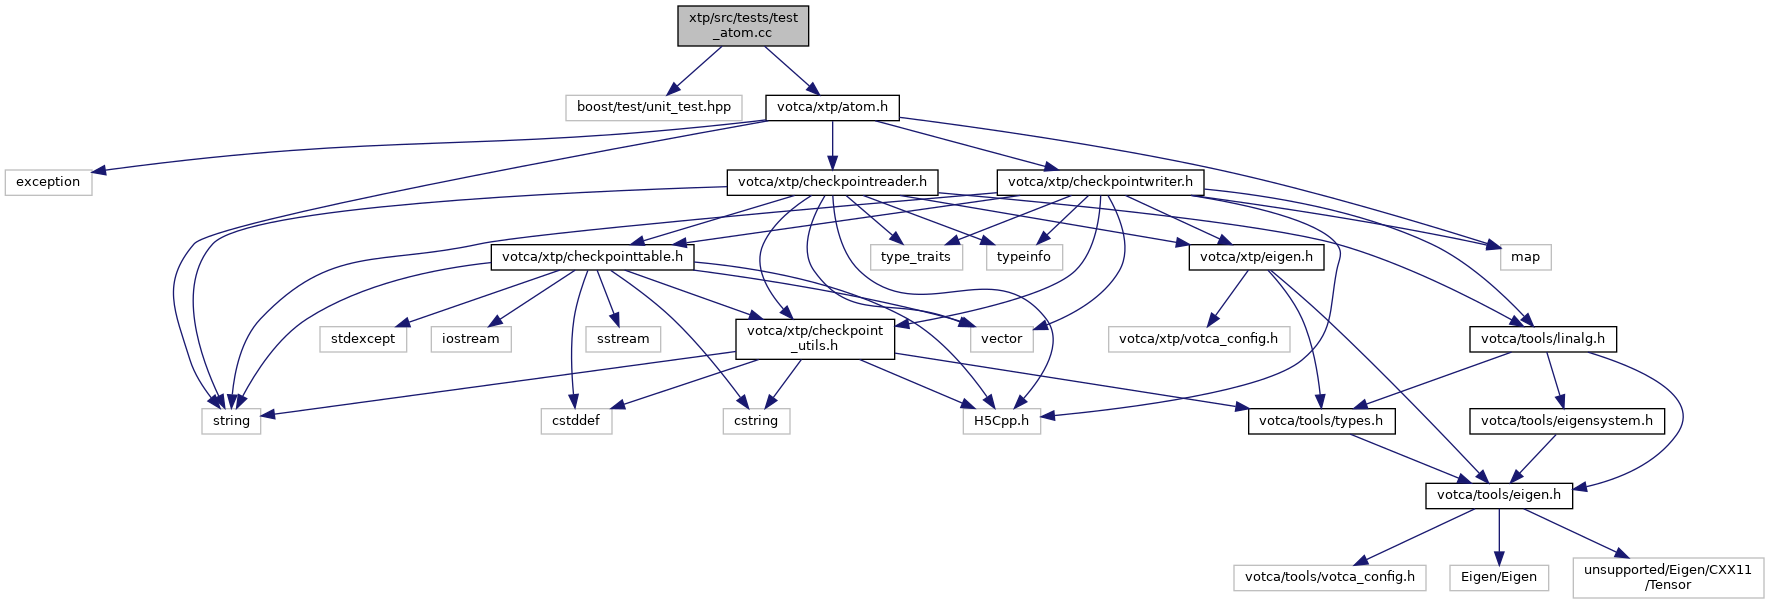 xtp/src/tests/test
_atom.cc
boost/test/unit_test.hpp
votca/xtp/atom.h
exception
votca/xtp/checkpointreader.h
votca/xtp/checkpointwriter.h
votca/xtp/checkpointtable.h
type_traits
typeinfo
votca/xtp/eigen.h
map
stdexcept
iostream
sstream
votca/xtp/checkpoint
_utils.h
vector
votca/xtp/votca_config.h
votca/tools/linalg.h
string
cstddef
cstring
H5Cpp.h
votca/tools/types.h
votca/tools/eigensystem.h
votca/tools/eigen.h
votca/tools/votca_config.h
Eigen/Eigen
unsupported/Eigen/CXX11
/Tensor